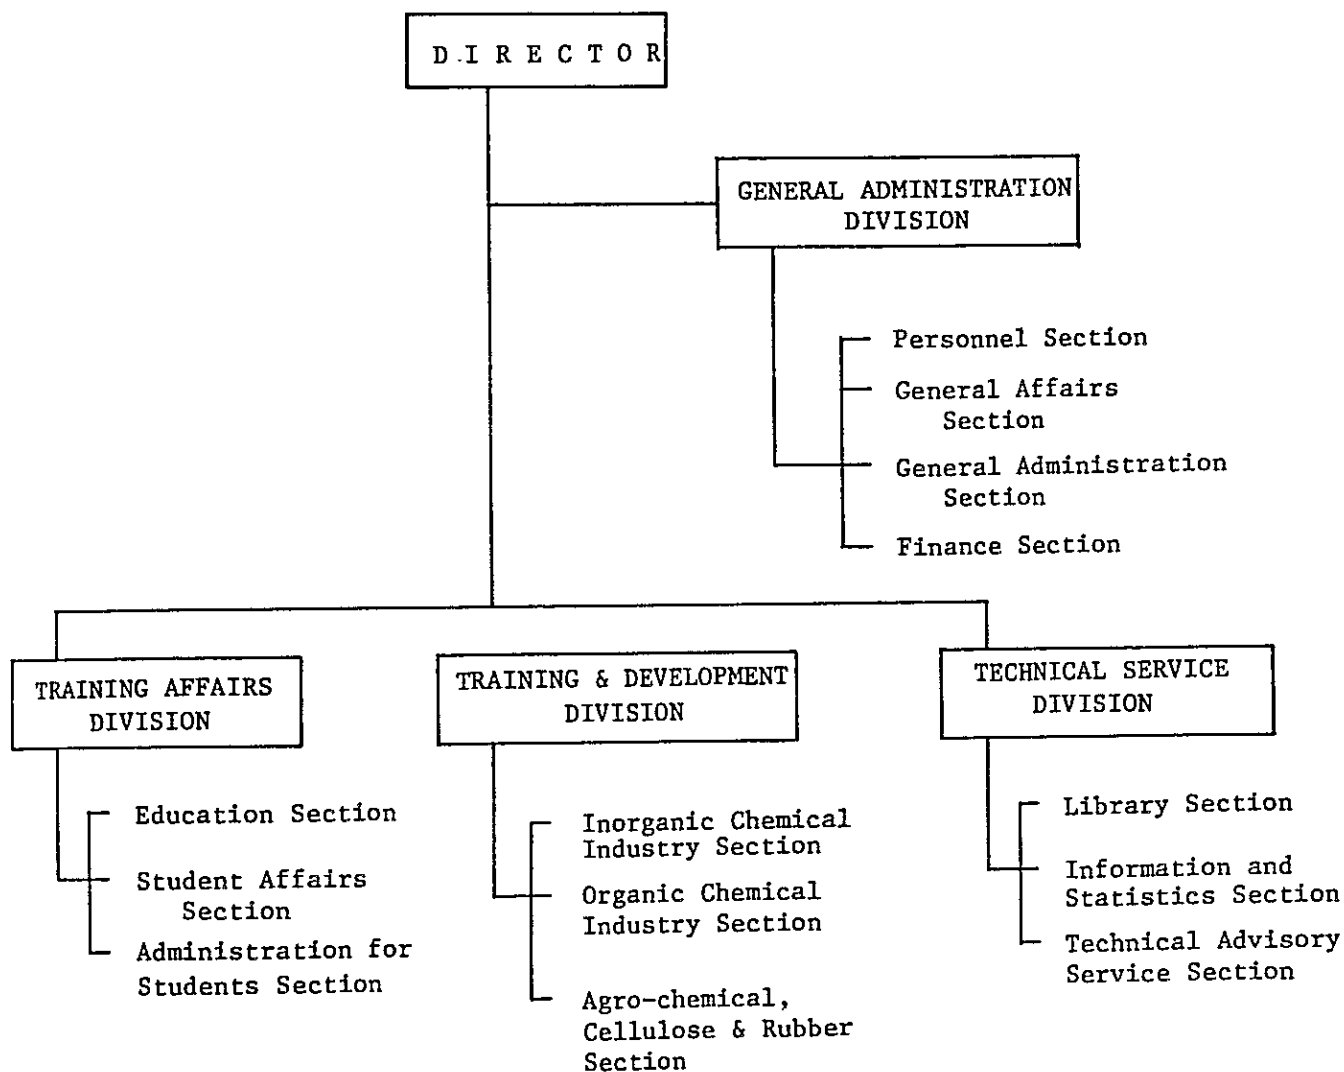 DIRECTOR
GENERAL ADMINISTRATION
DIVISION
Personnel Section
General Affairs
Section
General Administration
Section
Finance Section
TRAINING AFFAIRS
DIVISION
Education Section
Student Affairs
Section
Administration for
Students Section
TRAINING & DEVELOPMENT
DIVISION
Inorganic Chemical
Industry Section
Organic Chemical
Industry Section
Agro-chemical,
Cellulose & Rubber
Section
TECHNICAL SERVICE
DIVISION
Library Section
Information and
Statistics Section
Technical Advisory
Service Section